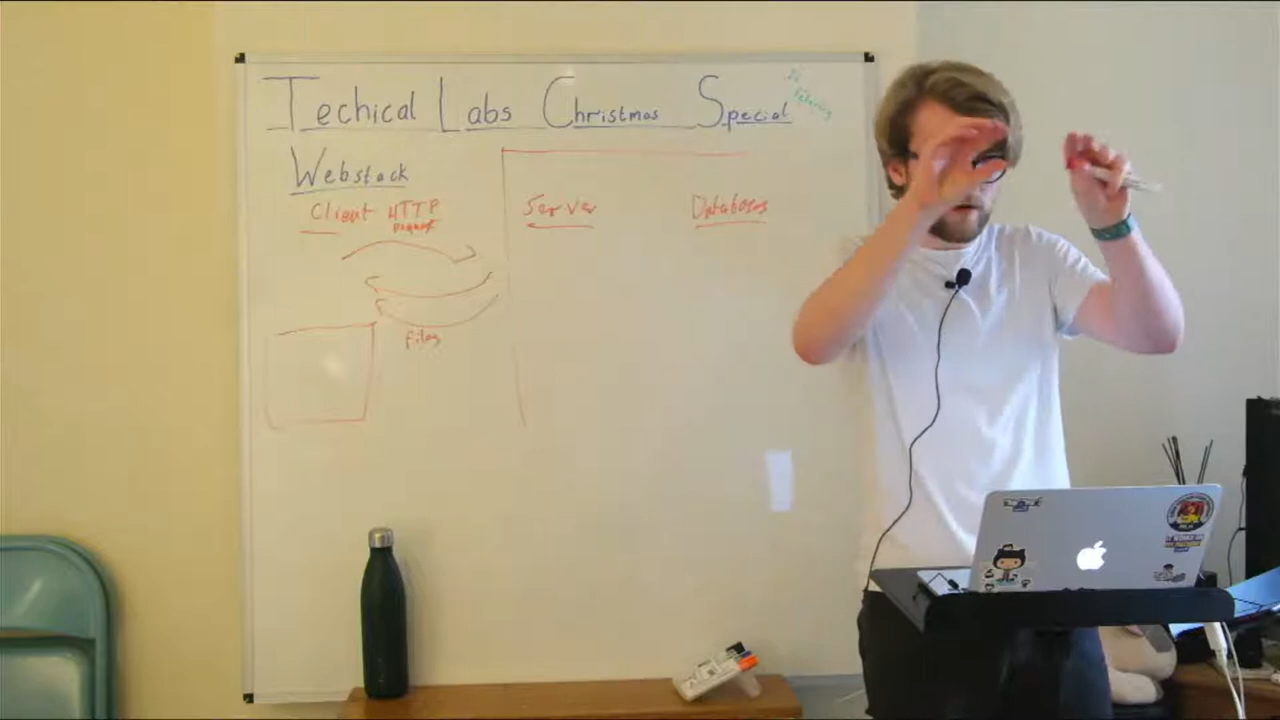 Techical Labs Christmas Special
Webstack
Client HTTP
request
Server
Databases
files